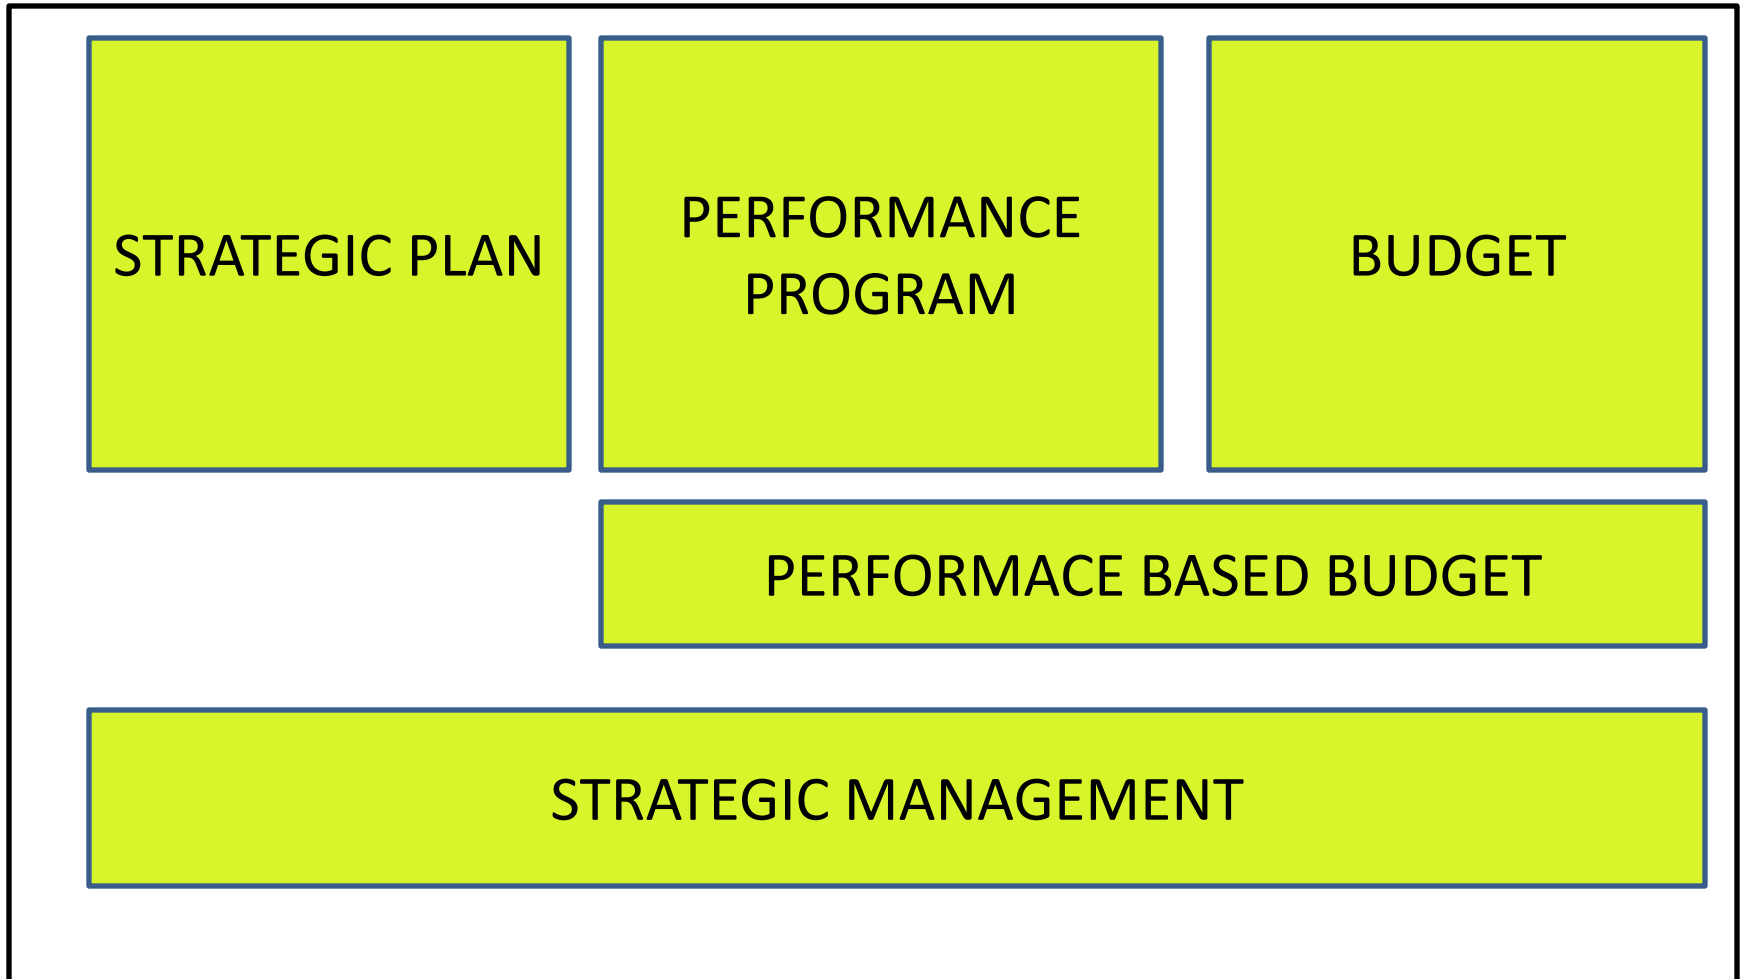 STRATEGIC PLAN
PERFORMANCE
PROGRAM
BUDGET
PERFORMACE BASED BUDGET
STRATEGIC MANAGEMENT